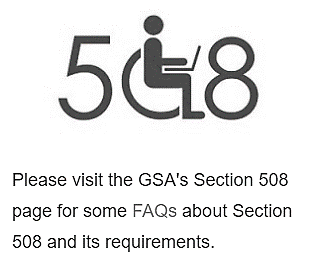 508
Please visit the GSA's Section 508
page for some FAQs about Section
508 and its requirements.